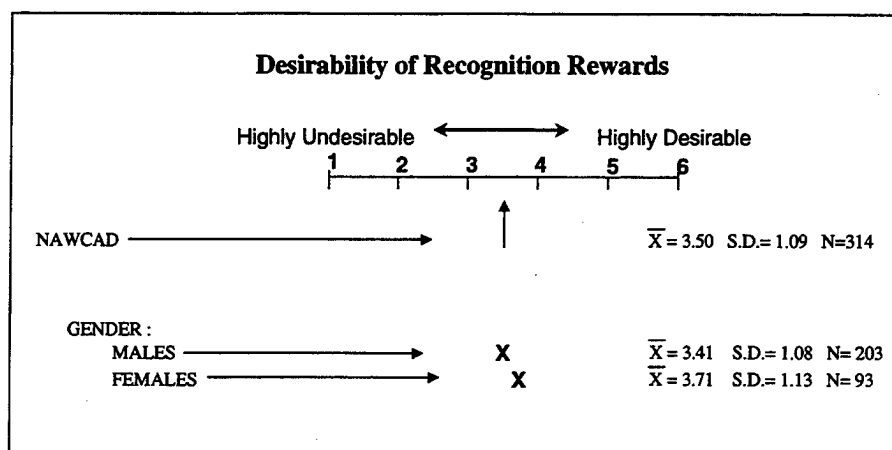 Desirability of Recognition Rewards
Highly Undesirable Highly Desirable
1 2 3 4 5 6
NAWCAD X̅ = 3.50 S.D.= 1.09 N=314
GENDER :
MALES X X̅ = 3.41 S.D.= 1.08 N= 203
FEMALES X X̅ = 3.71 S.D.= 1.13 N= 93